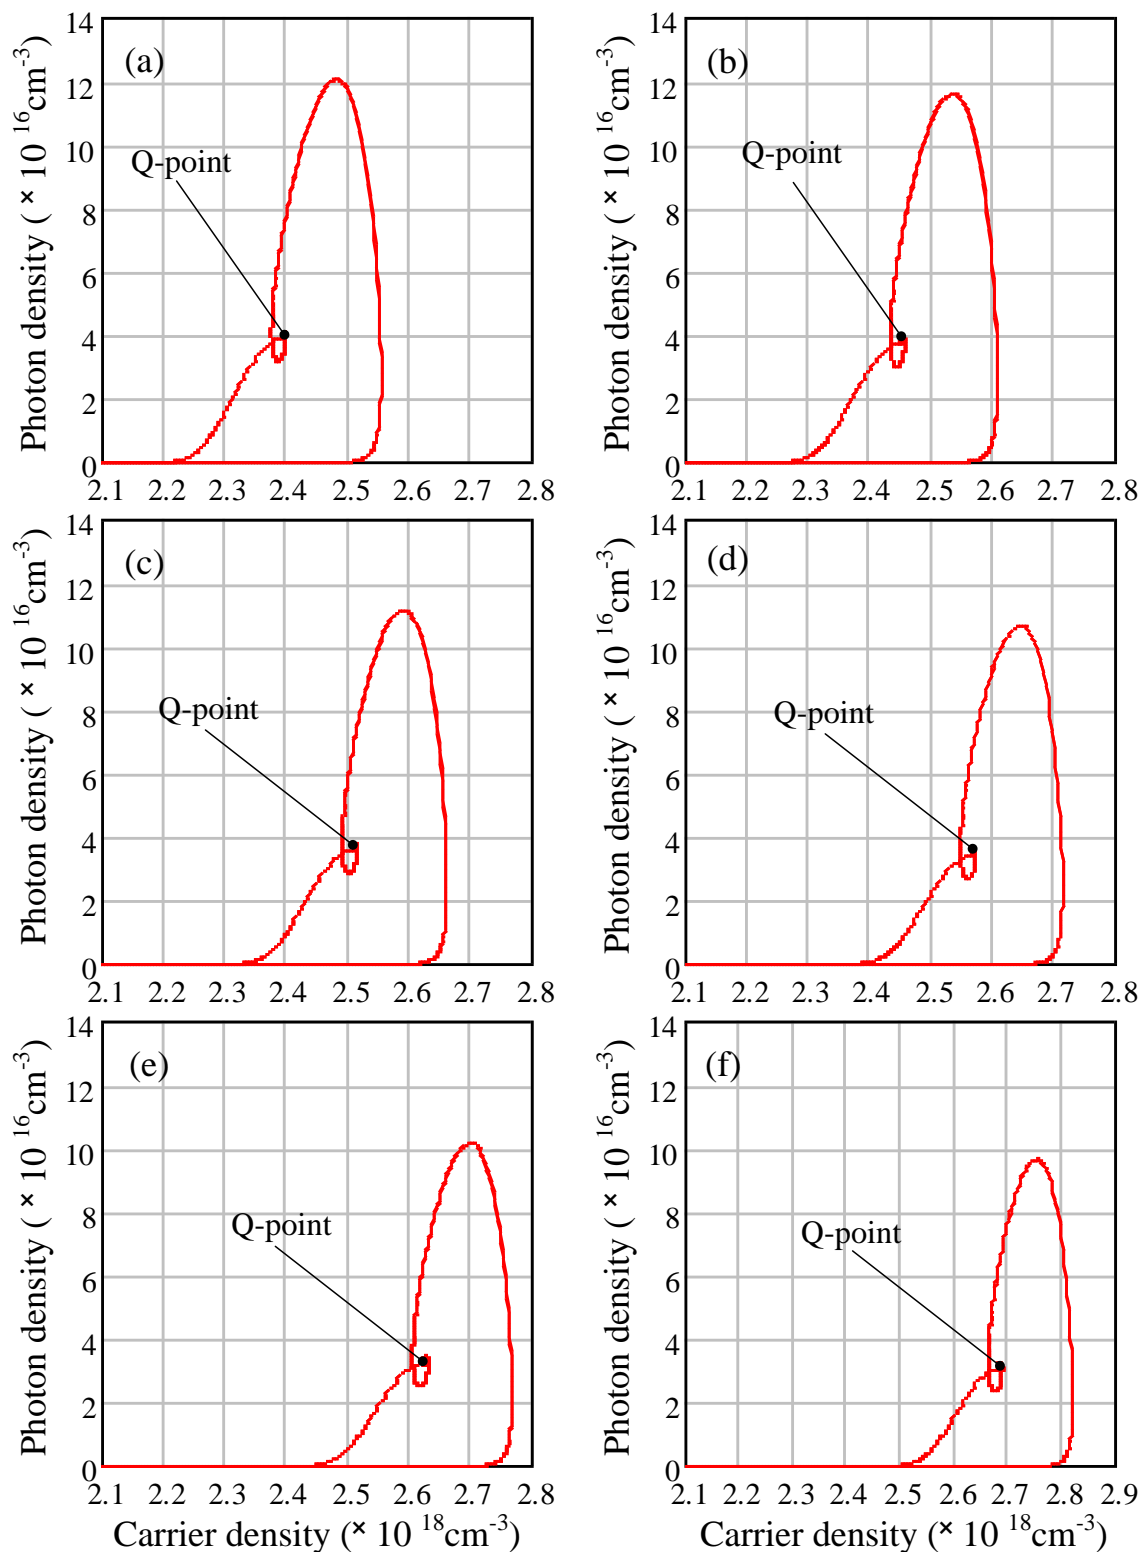 14
12
10
8
6
4
2
0
Photon density ( × 10 16cm-3)
(a)
Q-point
2.1 2.2 2.3 2.4 2.5 2.6 2.7 2.8
14
12
10
8
6
4
2
0
Photon density ( × 10 16cm-3)
(b)
Q-point
2.1 2.2 2.3 2.4 2.5 2.6 2.7 2.8
14
12
10
8
6
4
2
0
Photon density ( × 10 16cm-3)
(c)
Q-point
2.1 2.2 2.3 2.4 2.5 2.6 2.7 2.8
14
12
10
8
6
4
2
0
Photon density ( × 10 16cm-3)
(d)
Q-point
2.1 2.2 2.3 2.4 2.5 2.6 2.7 2.8
14
12
10
8
6
4
2
0
Photon density ( × 10 16cm-3)
(e)
Q-point
2.1 2.2 2.3 2.4 2.5 2.6 2.7 2.8
Carrier density (× 10 18cm-3)
14
12
10
8
6
4
2
0
Photon density ( × 10 16cm-3)
(f)
Q-point
2.1 2.2 2.3 2.4 2.5 2.6 2.7 2.8 2.9
Carrier density (× 10 18cm-3)